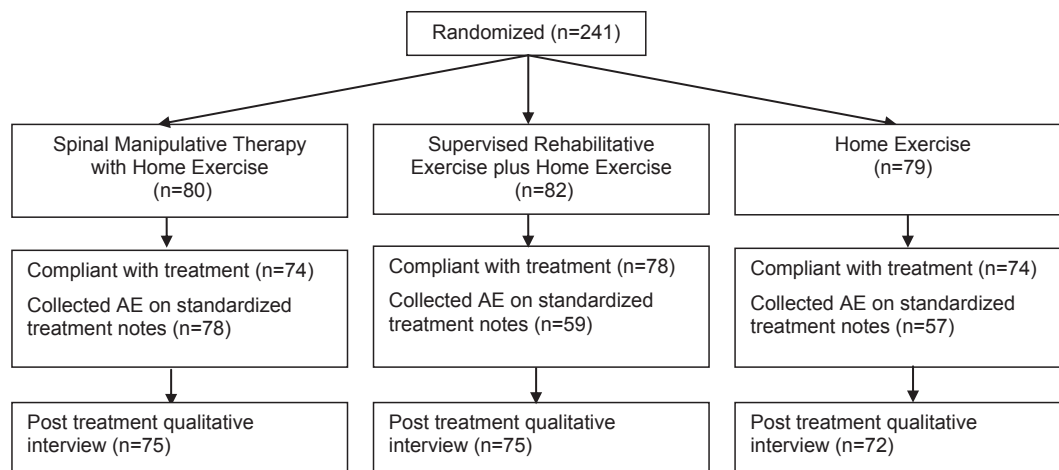 Randomized (n=241)
Spinal Manipulative Therapy
with Home Exercise
(n=80)
Supervised Rehabilitative
Exercise plus Home Exercise
(n=82)
Home Exercise
(n=79)
Compliant with treatment (n=74)
Collected AE on standardized
treatment notes (n=78)
Compliant with treatment (n=78)
Collected AE on standardized
treatment notes (n=59)
Compliant with treatment (n=74)
Collected AE on standardized
treatment notes (n=57)
Post treatment qualitative
interview (n=75)
Post treatment qualitative
interview (n=75)
Post treatment qualitative
interview (n=72)